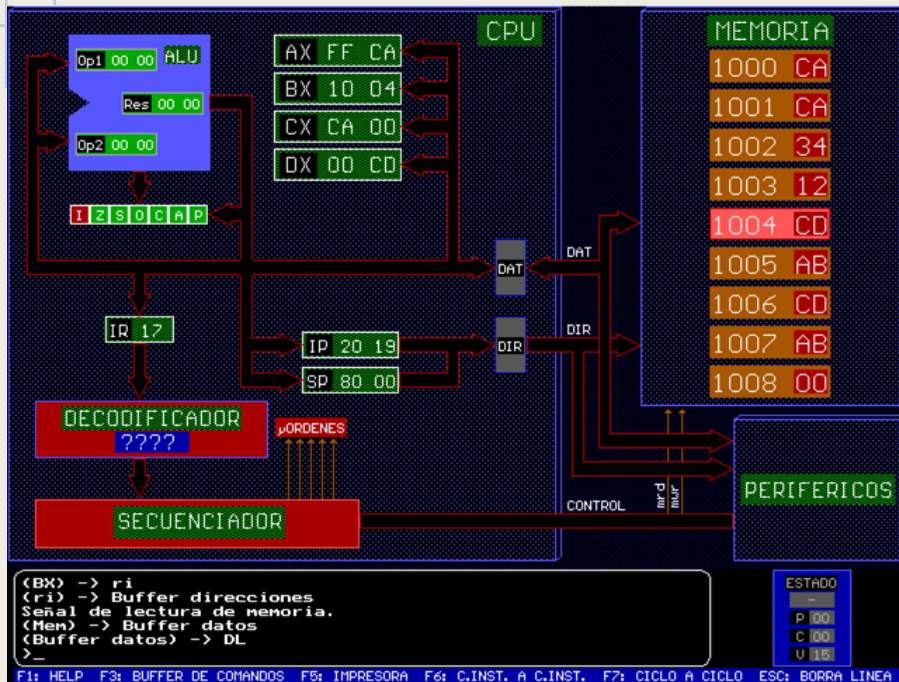 CPU
MEMORIA
ALU
Op1 00 00
Res 00 00
Op2 00 00
AX FF CA
BX 10 04
CX CA 00
DX 00 CD
1000 CA
1001 CA
1002 34
1003 12
1004 CD
1005 AB
1006 CD
1007 AB
1008 00
I Z S O C A P
DAT
DAT
IR 17
IP 20 19
DIR
DIR
SP 80 00
DECODIFICADOR
????
µORDENES
SECUENCIADOR
CONTROL
mrd
mwr
PERIFERICOS
(BX) -> ri
(ri) -> Buffer direcciones
Señal de lectura de memoria.
(Mem) -> Buffer datos
(Buffer datos) -> DL
>_
ESTADO
-
P 00
C 00
V 15
F1: HELP F3: BUFFER DE COMANDOS F5: IMPRESORA F6: C.INST. A C.INST. F7: CICLO A CICLO ESC: BORRA LINEA